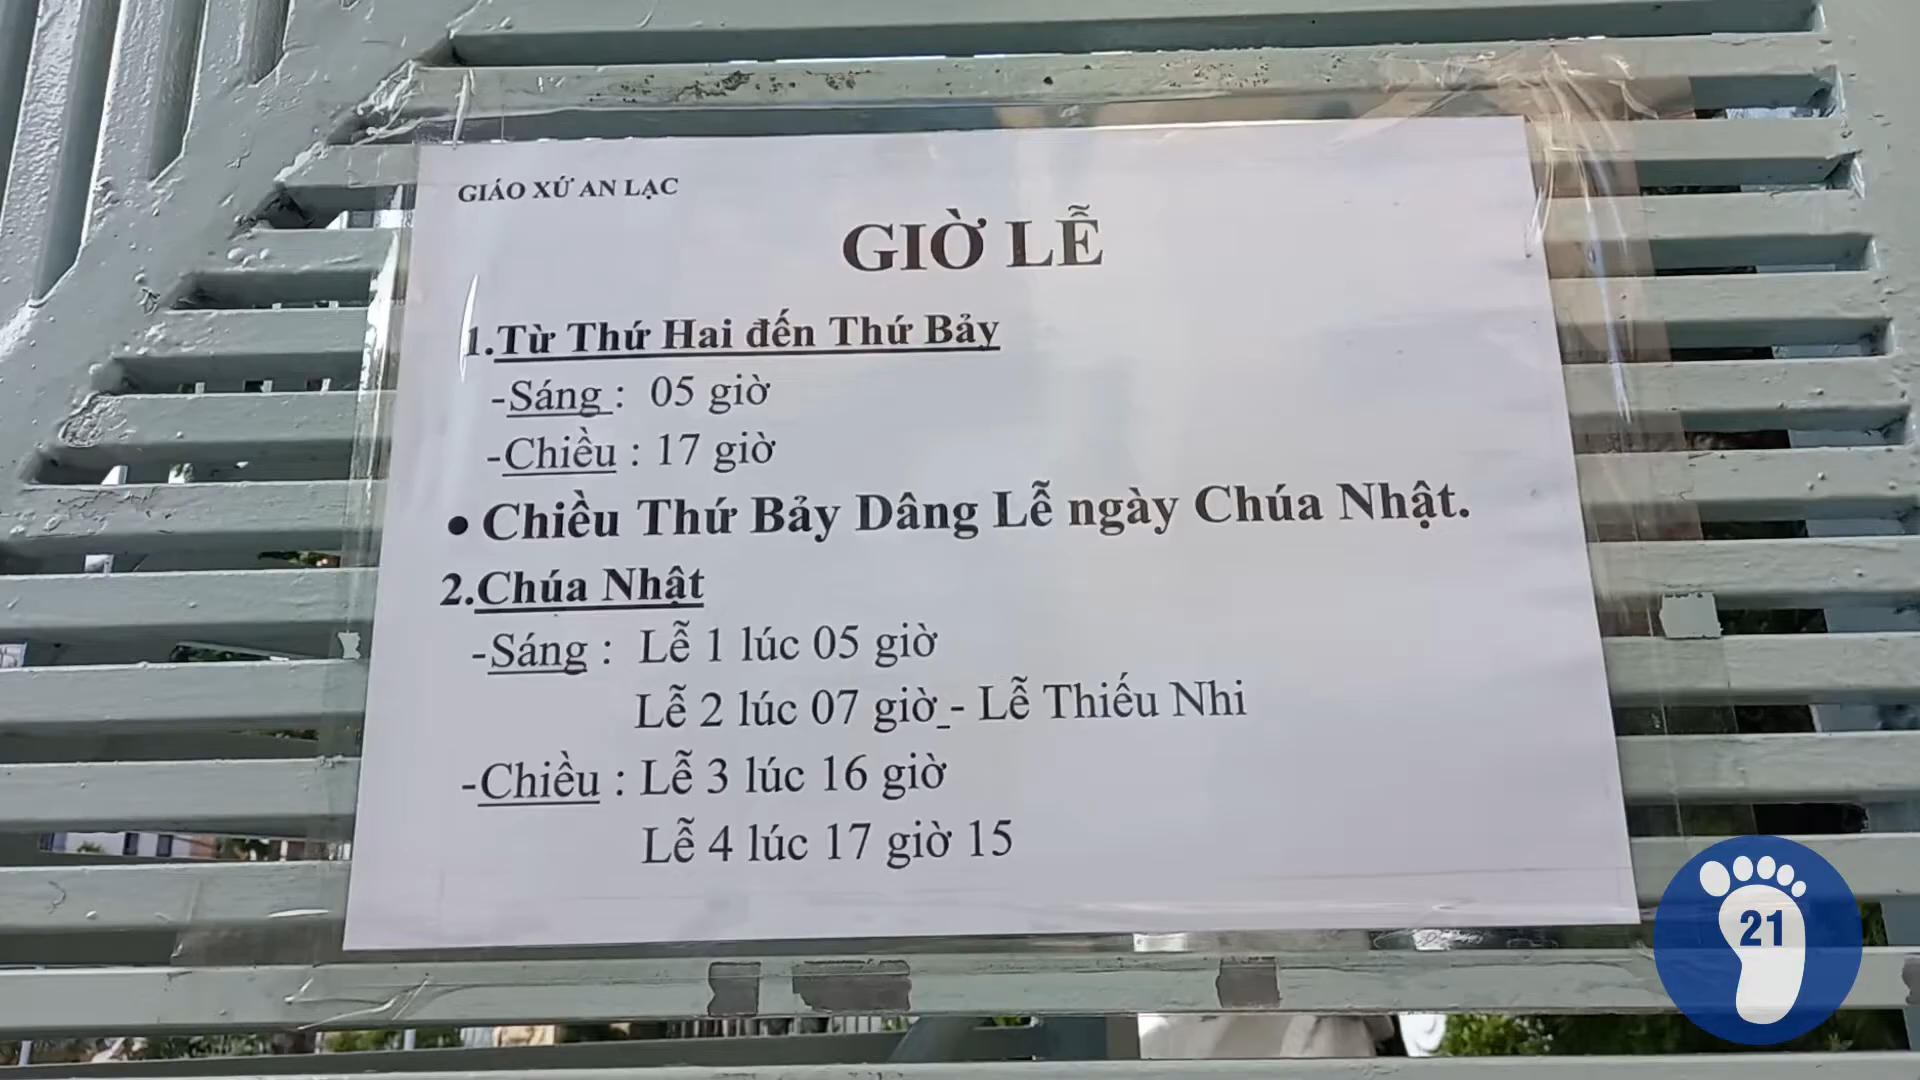 GIÁO XỨ AN LẠC
GIỜ LỄ
1.Từ Thứ Hai đến Thứ Bảy
-Sáng : 05 giờ
-Chiều : 17 giờ
• Chiều Thứ Bảy Dâng Lễ ngày Chúa Nhật.
2.Chúa Nhật
-Sáng : Lễ 1 lúc 05 giờ
Lễ 2 lúc 07 giờ - Lễ Thiếu Nhi
-Chiều : Lễ 3 lúc 16 giờ
Lễ 4 lúc 17 giờ 15
21